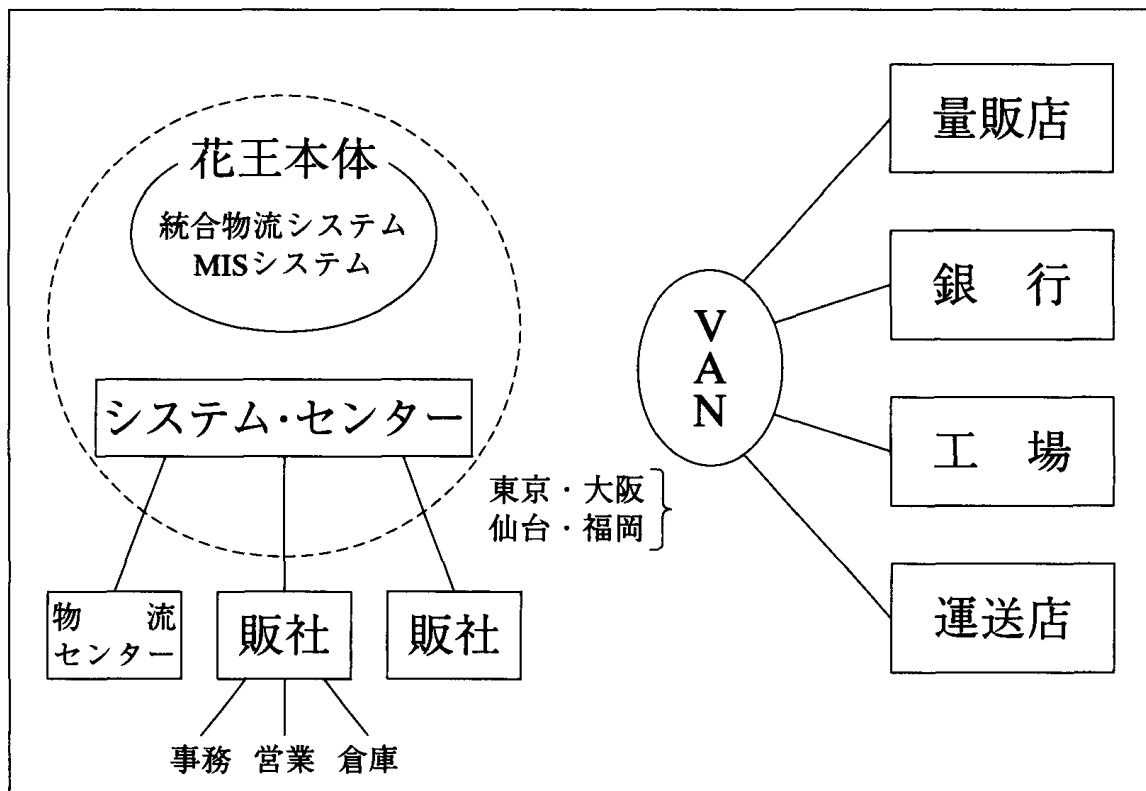 花王本体
統合物流システム
MISシステム
システム・センター
物 流
センター
販社
販社
事務 営業 倉庫
東京・大阪
仙台・福岡
VAN
量販店
銀 行
工 場
運送店